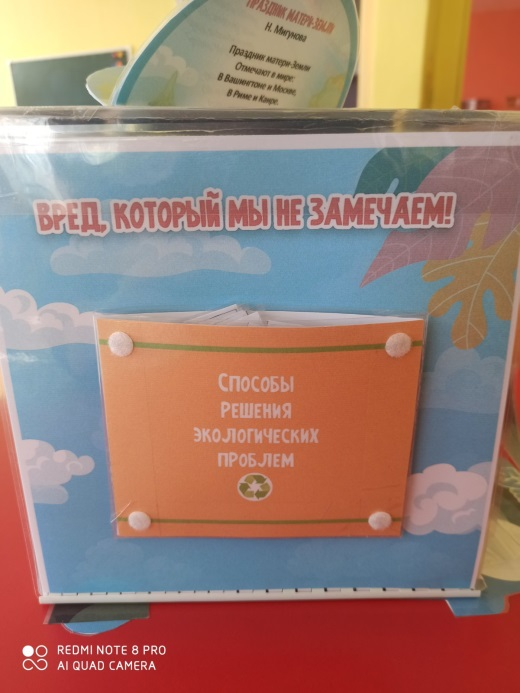 ПРАЗДНИК МАТЕРИ-ЗЕМЛИ
Н. Мигунова
Праздник матери-Земли
Отмечают в мире:
В Вашингтоне и Москве,
В Риме и Каире.
ВРЕД, КОТОРЫЙ МЫ НЕ ЗАМЕЧАЕМ!
СПОСОБЫ
РЕШЕНИЯ
ЭКОЛОГИЧЕСКИХ
ПРОБЛЕМ
REDMI NOTE 8 PRO
AI QUAD CAMERA